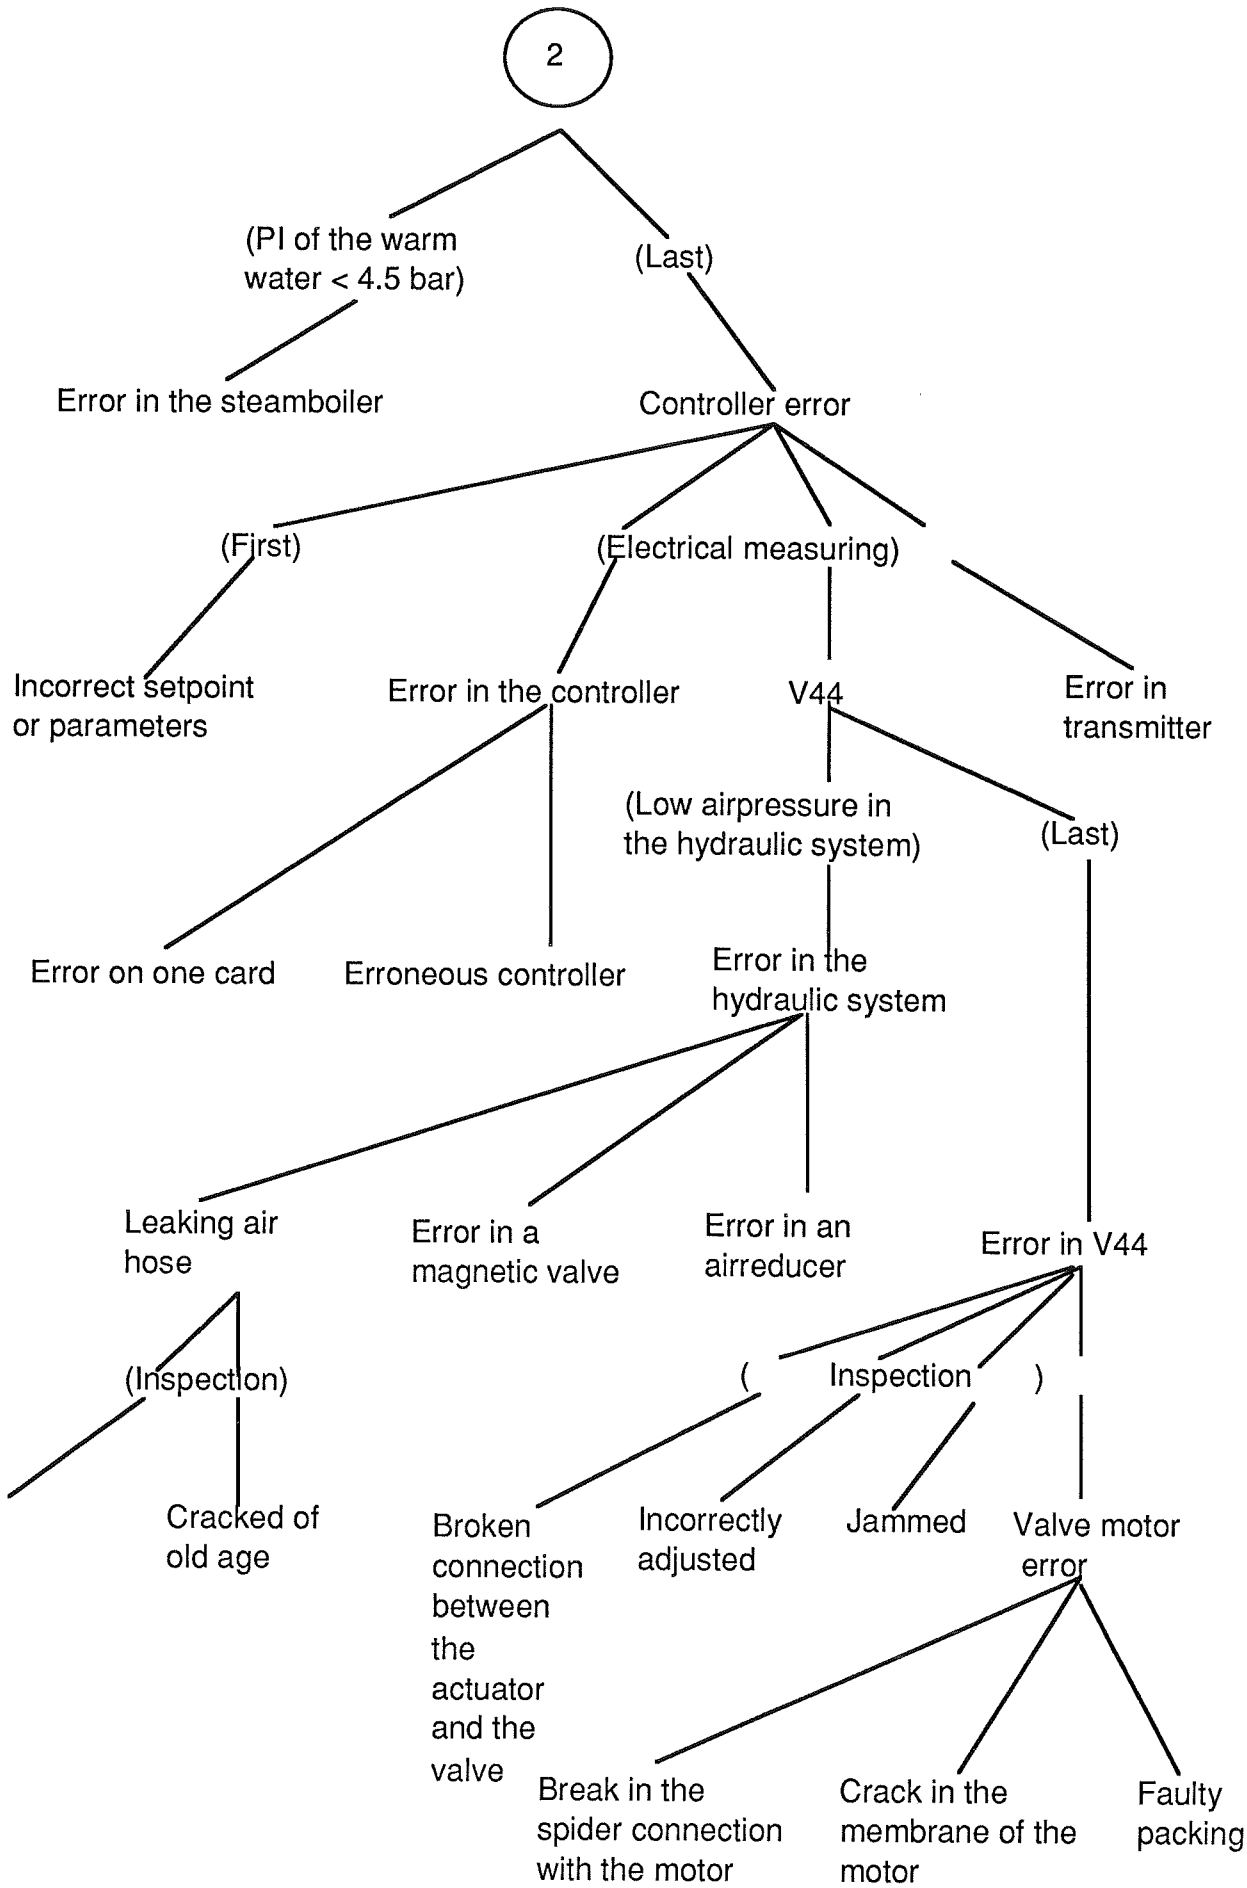 2
(PI of the warm
water < 4.5 bar)
(Last)
Error in the steamboiler
Controller error
(First)
(Electrical measuring)
Incorrect setpoint
or parameters
Error in the controller
V44
Error in
transmitter
(Low airpressure in
the hydraulic system)
(Last)
Error on one card
Erroneous controller
Error in the
hydraulic system
Leaking air
hose
Error in a
magnetic valve
Error in an
airreducer
Error in V44
(Inspection)
( Inspection )
Cracked of
old age
Broken
connection
between
the
actuator
and the
valve
Incorrectly
adjusted
Jammed
Valve motor
error
Break in the
spider connection
with the motor
Crack in the
membrane of the
motor
Faulty
packing